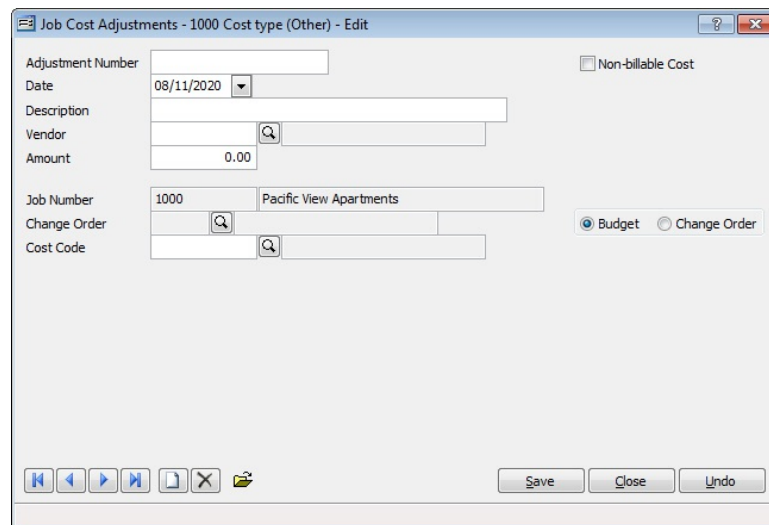 Job Cost Adjustments - 1000 Cost type (Other) - Edit
Adjustment Number
Non-billable Cost
Date 08/11/2020
Description
Vendor
Amount 0.00
Job Number 1000 Pacific View Apartments
Change Order
Budget Change Order
Cost Code
Save Close Undo